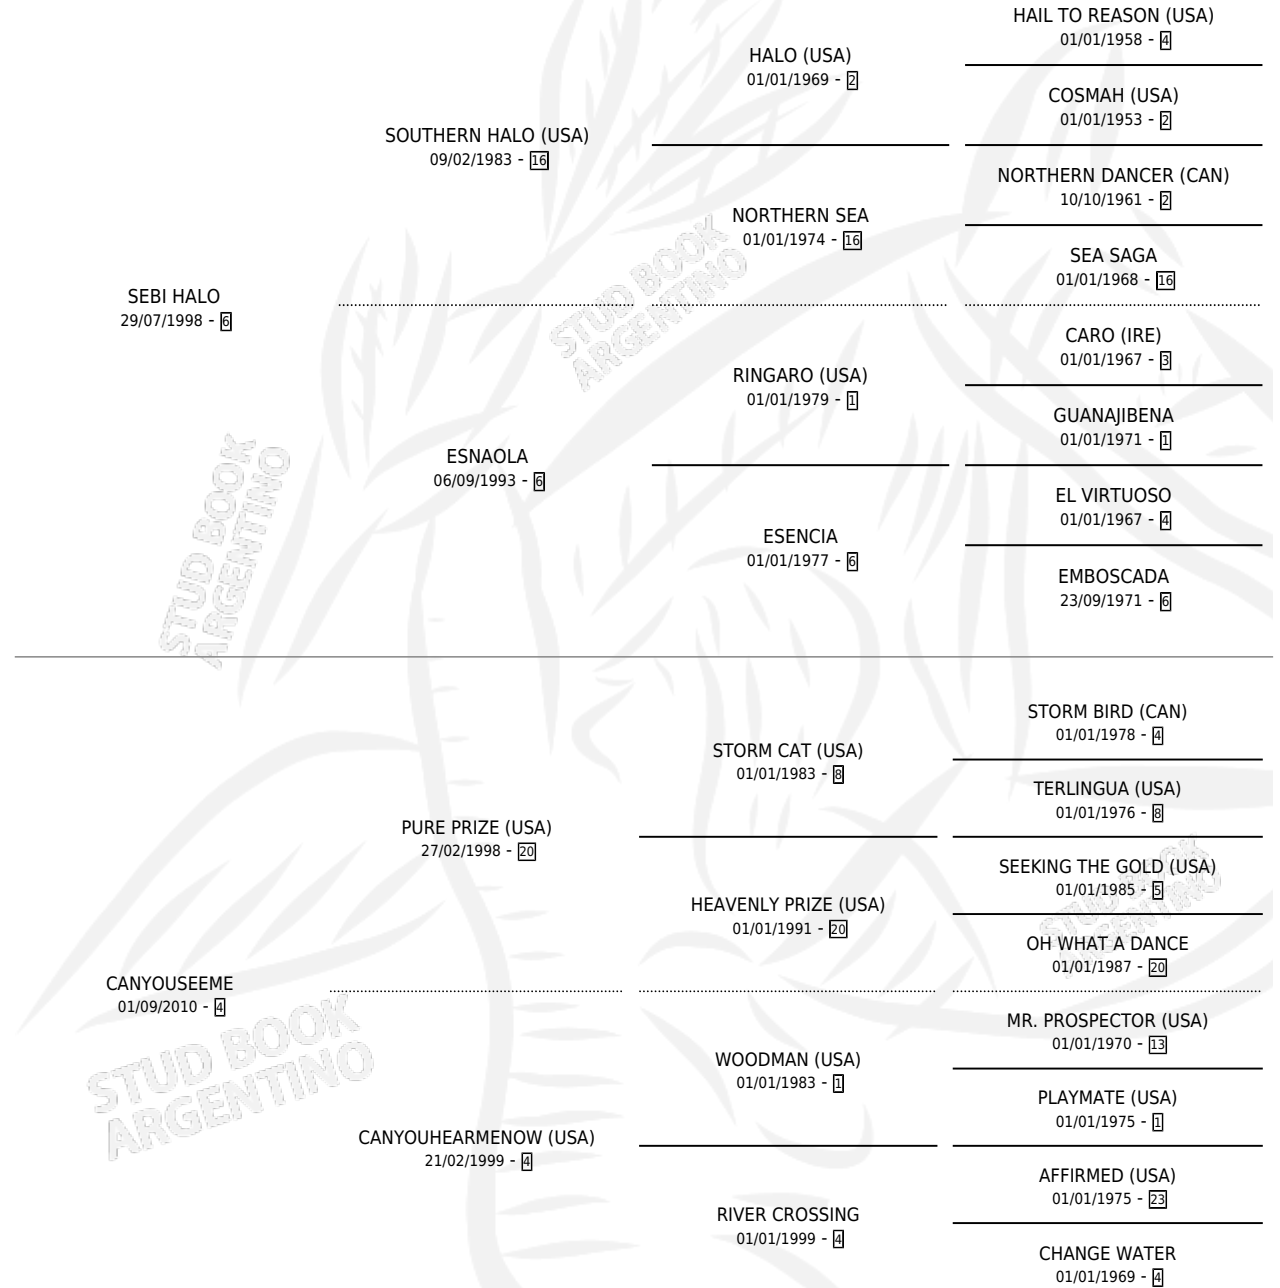 HAIL TO REASON (USA)
01/01/1958 - 4
HALO (USA)
01/01/1969 - 2
COSMAH (USA)
01/01/1953 - 2
SOUTHERN HALO (USA)
09/02/1983 - 16
NORTHERN DANCER (CAN)
10/10/1961 - 2
NORTHERN SEA
01/01/1974 - 16
SEA SAGA
01/01/1968 - 16
SEBI HALO
29/07/1998 - 6
CARO (IRE)
01/01/1967 - 3
RINGARO (USA)
01/01/1979 - 1
GUANAJIBENA
01/01/1971 - 1
ESNAOLA
06/09/1993 - 6
EL VIRTUOSO
01/01/1967 - 4
ESENCIA
01/01/1977 - 6
EMBOSCADA
23/09/1971 - 6
STUD BOOK
ARGENTINO
STUD BOOK
ARGENTINO
STORM BIRD (CAN)
01/01/1978 - 4
STORM CAT (USA)
01/01/1983 - 8
TERLINGUA (USA)
01/01/1976 - 8
PURE PRIZE (USA)
27/02/1998 - 20
SEEKING THE GOLD (USA)
01/01/1985 - 5
HEAVENLY PRIZE (USA)
01/01/1991 - 20
OH WHAT A DANCE
01/01/1987 - 20
CANYOUSEEME
01/09/2010 - 4
MR. PROSPECTOR (USA)
01/01/1970 - 13
WOODMAN (USA)
01/01/1983 - 1
PLAYMATE (USA)
01/01/1975 - 1
CANYOUHEARMENOW (USA)
21/02/1999 - 4
AFFIRMED (USA)
01/01/1975 - 23
RIVER CROSSING
01/01/1999 - 4
CHANGE WATER
01/01/1969 - 4
STUD BOOK
ARGENTINO
STUD BOOK
ARGENTINO